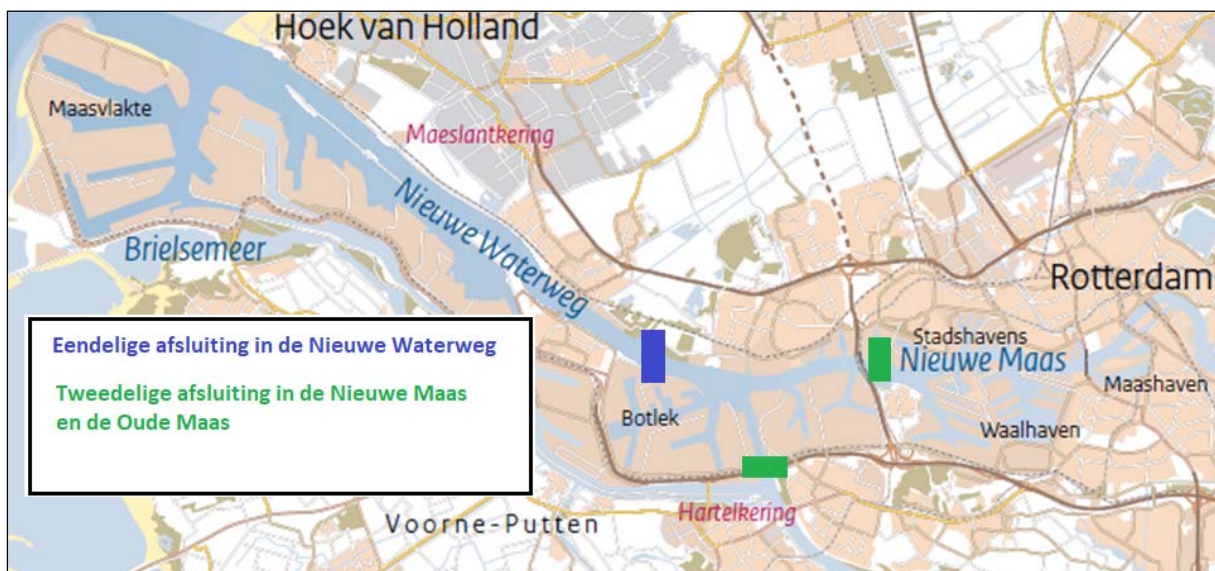 Hoek van Holland
Maasvlakte
Maeslantkering
Nieuwe Waterweg
Brielsemeer
Rotterdam
Eendelige afsluiting in de Nieuwe Waterweg
Tweedelige afsluiting in de Nieuwe Maas
en de Oude Maas
Stadshavens
Nieuwe Maas
Maashaven
Botlek
Waalhaven
Hartelkering
Voorne-Putten